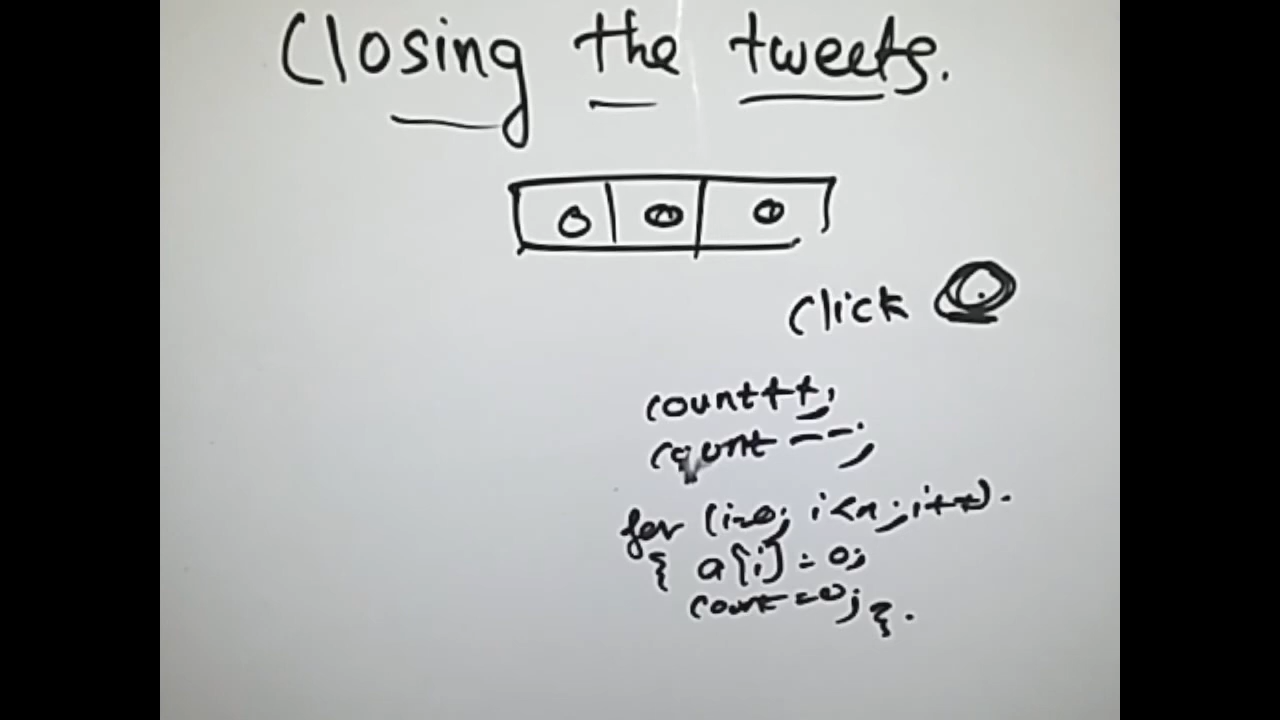 Closing the tweets.
0 0 0
click
count++;
count--;
for (i=0; i<n; i++).
{ a[i] = 0;
count=0; }.